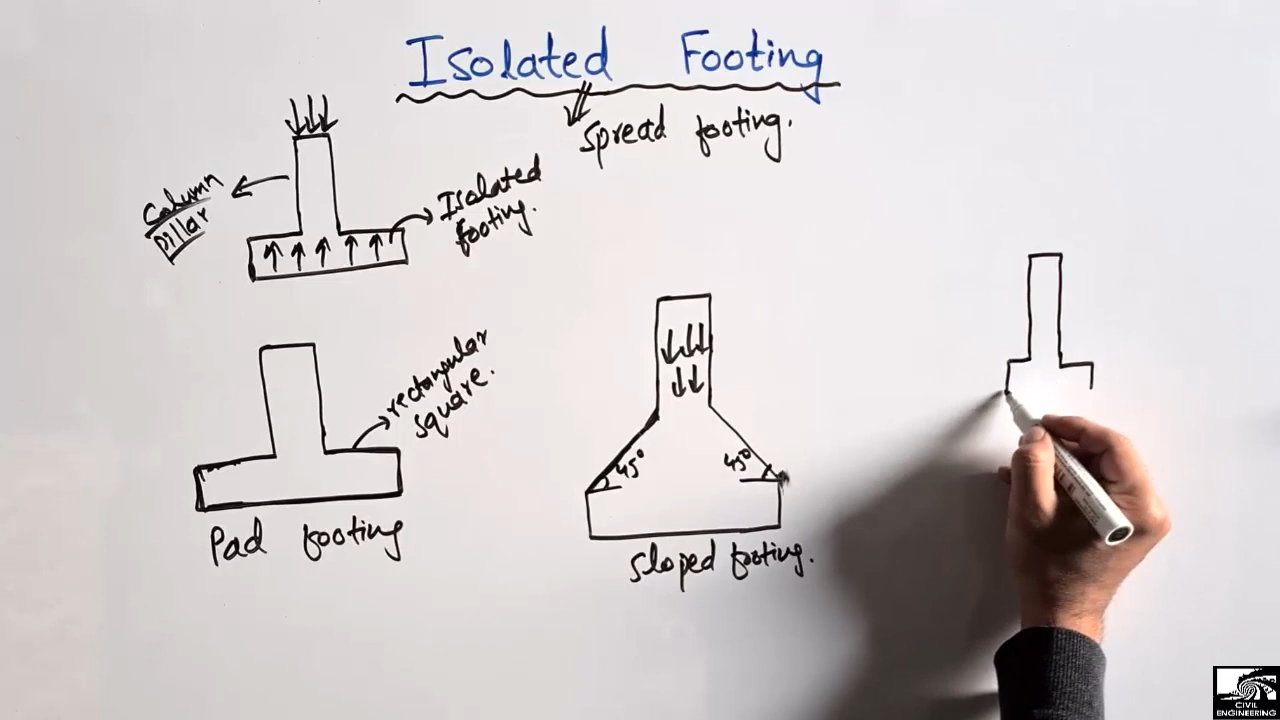 Isolated Footing
Spread footing.
Column
Pillar
Isolated
footing.
rectangular
square.
Pad footing
45°
45°
Sloped footing.
CIVIL
ENGINEERING